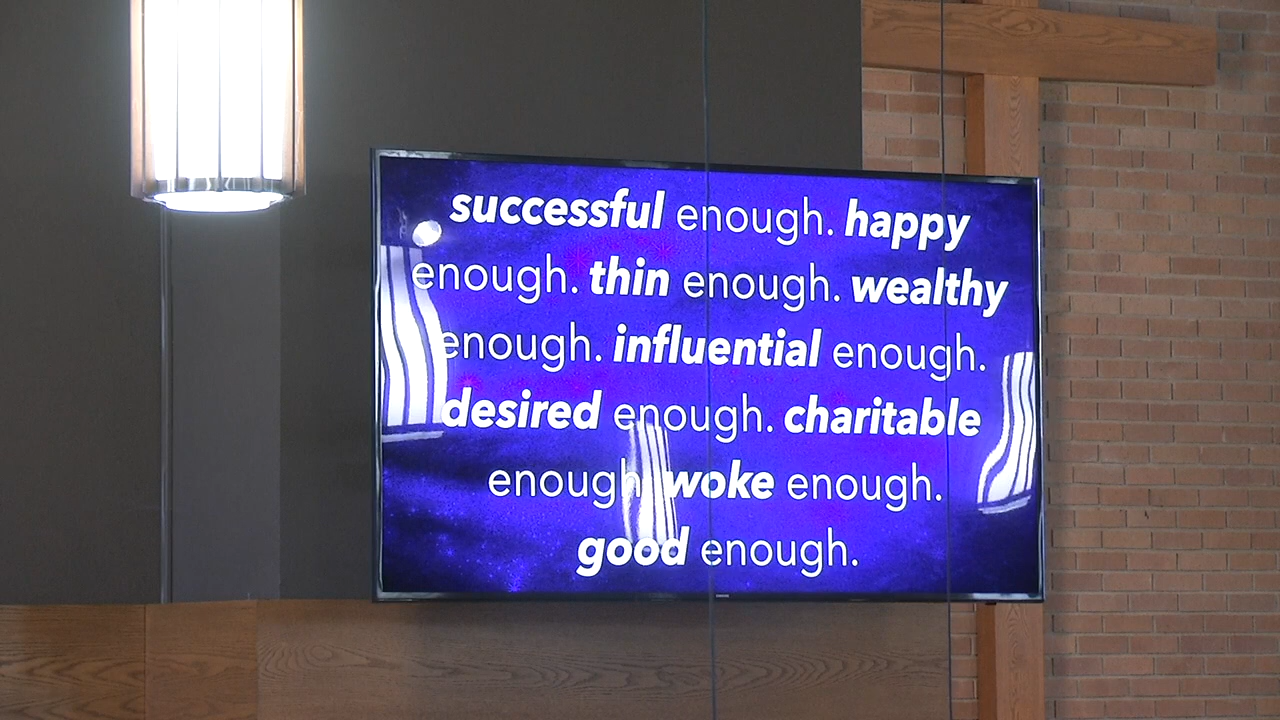 successful enough. happy
enough. thin enough. wealthy
enough. influential enough.
desired enough. charitable
enough. woke enough.
good enough.